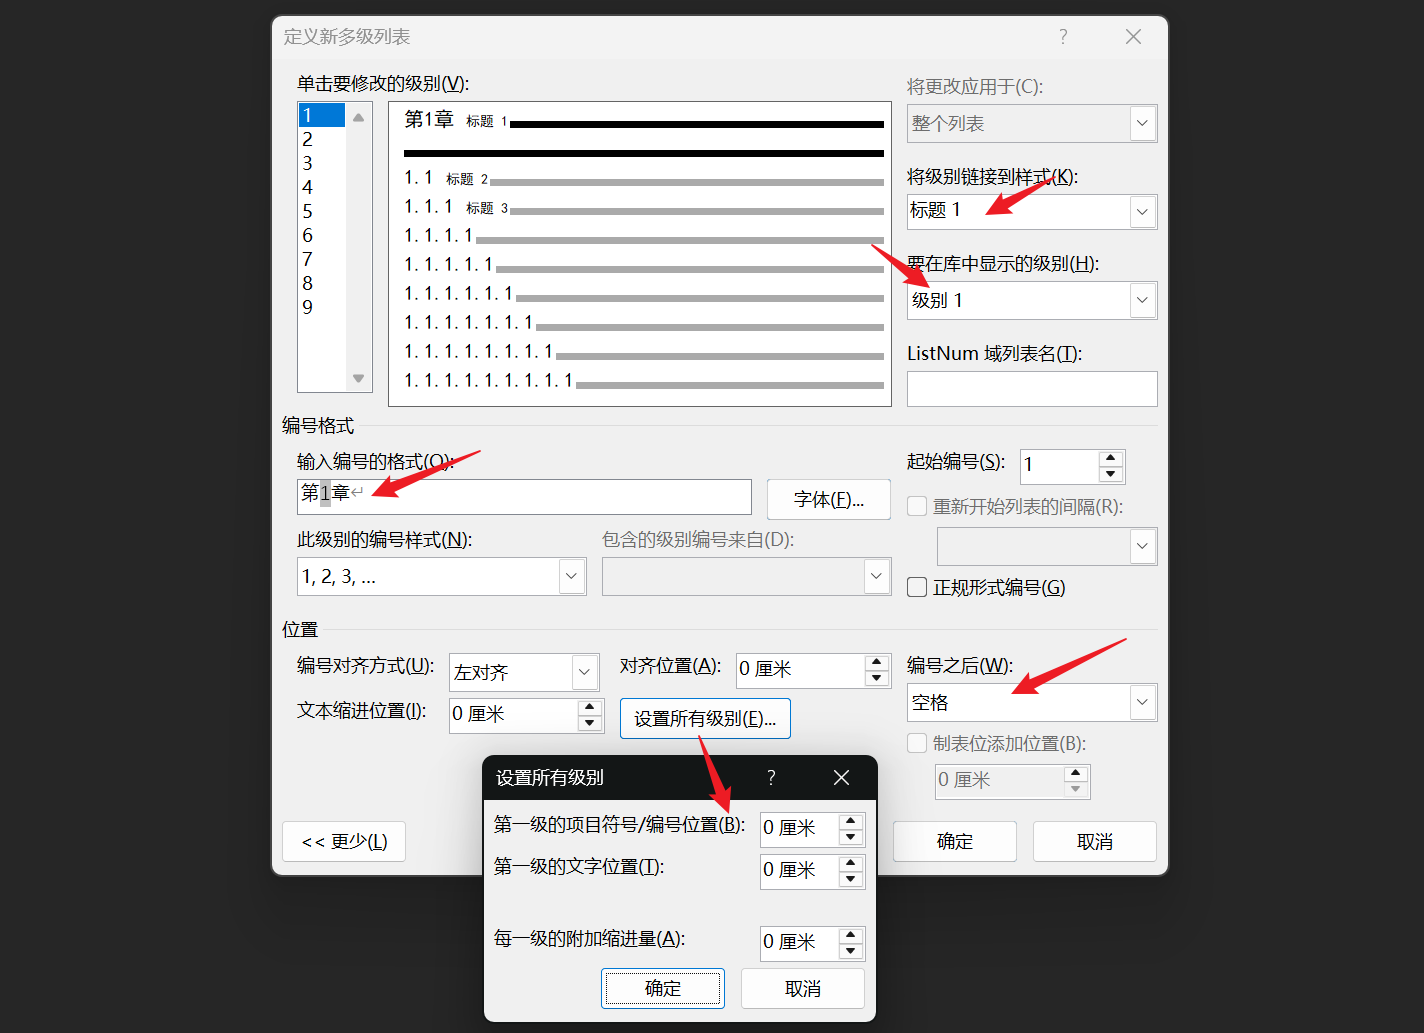 定义新多级列表
?
单击要修改的级别(V):
将更改应用于(C):
整个列表
1
2
3
4
5
6
7
8
9
第1章 标题 1
1.1 标题 2
1.1.1 标题 3
1.1.1.1
1.1.1.1.1
1.1.1.1.1.1
1.1.1.1.1.1.1
1.1.1.1.1.1.1.1
1.1.1.1.1.1.1.1.1
将级别链接到样式(K):
标题 1
要在库中显示的级别(H):
级别 1
ListNum 域列表名(T):
编号格式
输入编号的格式(O):
第1章↵
字体(F)...
起始编号(S):
1
重新开始列表的间隔(R):
此级别的编号样式(N):
1, 2, 3, ...
包含的级别编号来自(D):
正规形式编号(G)
位置
编号对齐方式(U):
左对齐
对齐位置(A):
0 厘米
编号之后(W):
空格
文本缩进位置(I):
0 厘米
设置所有级别(E)...
制表位添加位置(B):
0 厘米
<< 更少(L)
确定
取消
设置所有级别
?
第一级的项目符号/编号位置(B):
0 厘米
第一级的文字位置(T):
0 厘米
每一级的附加缩进量(A):
0 厘米
确定
取消